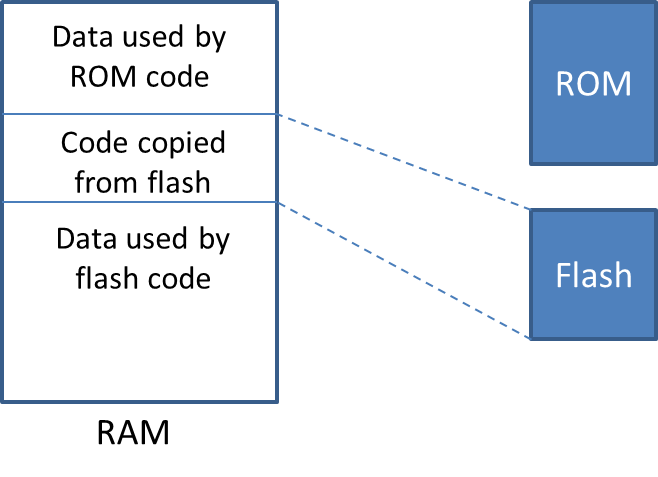 Data used by
ROM code
Code copied
from flash
Data used by
flash code
RAM
ROM
Flash